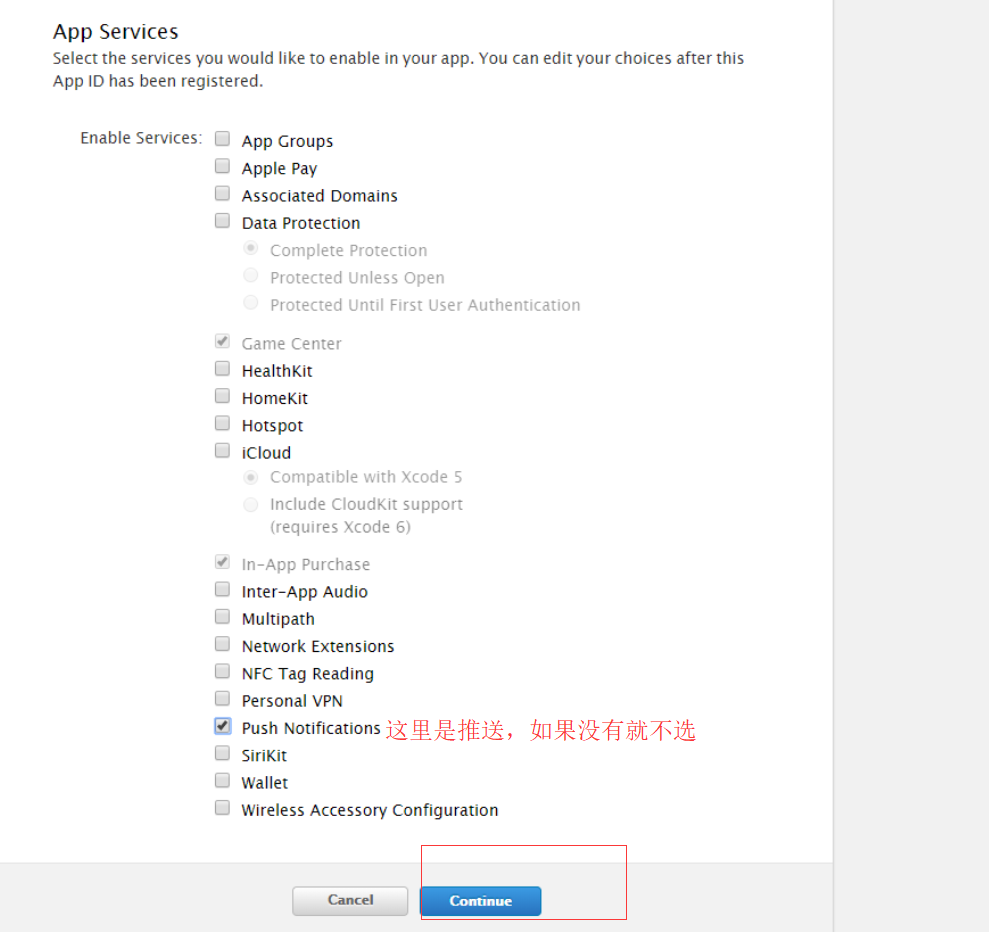 App Services
Select the services you would like to enable in your app. You can edit your choices after this
App ID has been registered.
Enable Services:
App Groups
Apple Pay
Associated Domains
Data Protection
Complete Protection
Protected Unless Open
Protected Until First User Authentication
Game Center
HealthKit
HomeKit
Hotspot
iCloud
Compatible with Xcode 5
Include CloudKit support
(requires Xcode 6)
In-App Purchase
Inter-App Audio
Multipath
Network Extensions
NFC Tag Reading
Personal VPN
Push Notifications 这里是推送，如果没有就不选
SiriKit
Wallet
Wireless Accessory Configuration
Cancel
Continue